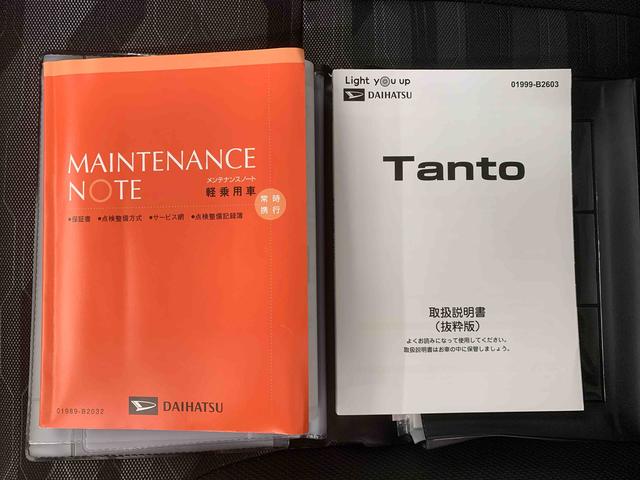 MAINTENANCE
NOTE
メンテナンスノート
軽乗用車
常時
携行
●保証書 ●点検整備方式 ●サービス網 ●点検整備記録簿
01989-B2032
DAIHATSU
Light you up
DAIHATSU
01999-B2603
Tanto
取扱説明書
(抜粋版)
よくお読みになって使用してください。
取扱説明書はお車の中に保管しましょう。